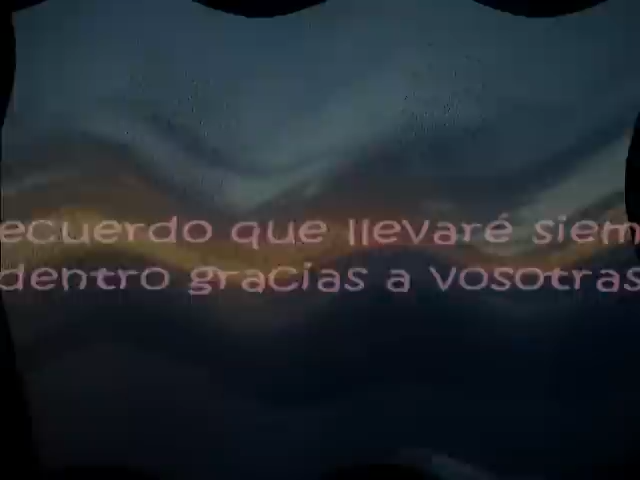 ecuerdo que llevaré siem
dentro gracias a vosotras